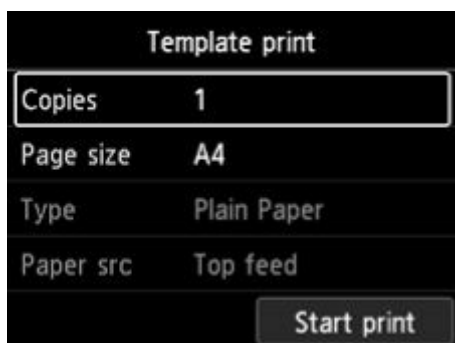 Template print
Copies 1
Page size A4
Type Plain Paper
Paper src Top feed
Start print